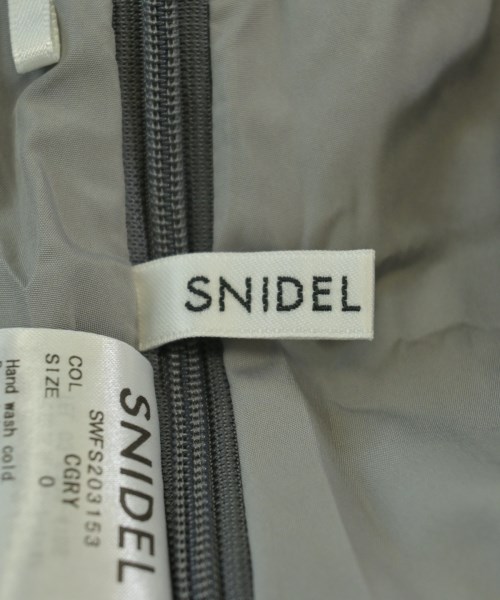 SNIDEL
SNIDEL
SWFS203153
COL CGRY
SIZE 0
Hand wash cold